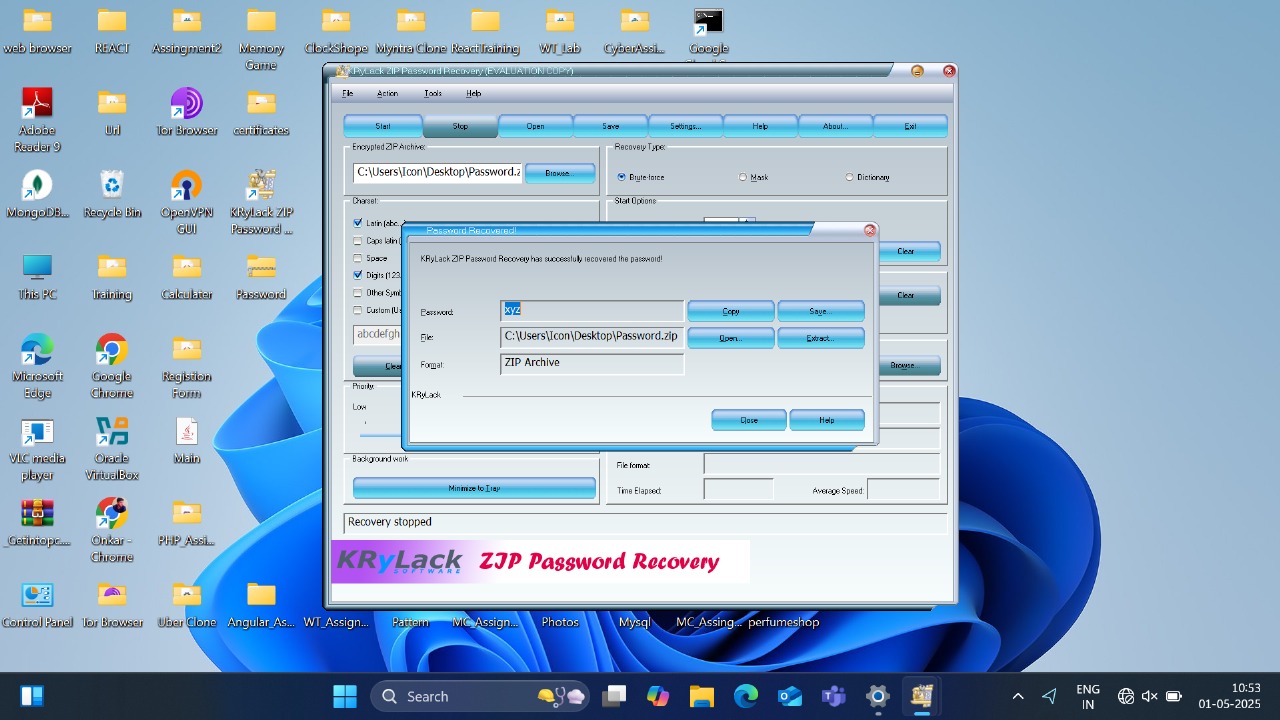 web browser
REACT
Assingment2
Memory Game
ClockShope
Myntra Clone
ReactTraining
WT_Lab
CyberAssi...
Google
Adobe Reader 9
Url
Tor Browser
certificates
MongoDB...
Recycle Bin
OpenVPN GUI
KRyLack ZIP Password ...
This PC
Training
Calculater
Password
Microsoft Edge
Google Chrome
Registion Form
VLC media player
Oracle VirtualBox
Main
_Getintopc....
Onkar - Chrome
PHP_Assi...
Control Panel
Tor Browser
Uber Clone
Angular_As...
WT_Assign...
Pattern
MC_Assign...
Photos
Mysql
MC_Assing...
perfumeshop
RyLack ZIP Password Recovery (EVALUATION COPY)
File Action Tools Help
Start Stop Open Save Settings... Help About... Exit
Encrypted ZIP Archive:
C:\Users\Icon\Desktop\Password.z
Browse...
Recovery Type:
Brute-force Mask Dictionary
Charset:
Latin (abc
Caps latin
Space
Digits (123
Other Symb
Custom (Us
abcdefgh
Clear
Start Options
Clear
Clear
Browse...
Password Recovered!
KRyLack ZIP Password Recovery has successfully recovered the password!
Password: xyz Copy Save...
File: C:\Users\Icon\Desktop\Password.zip Open... Extract...
Format: ZIP Archive
KRyLack
Close Help
Priority:
Low
Background work
Minimize to Tray
File format:
Time Elapsed: Average Speed:
Recovery stopped
KRyLack SOFTWARE ZIP Password Recovery
Search
ENG IN
10:53
01-05-2025